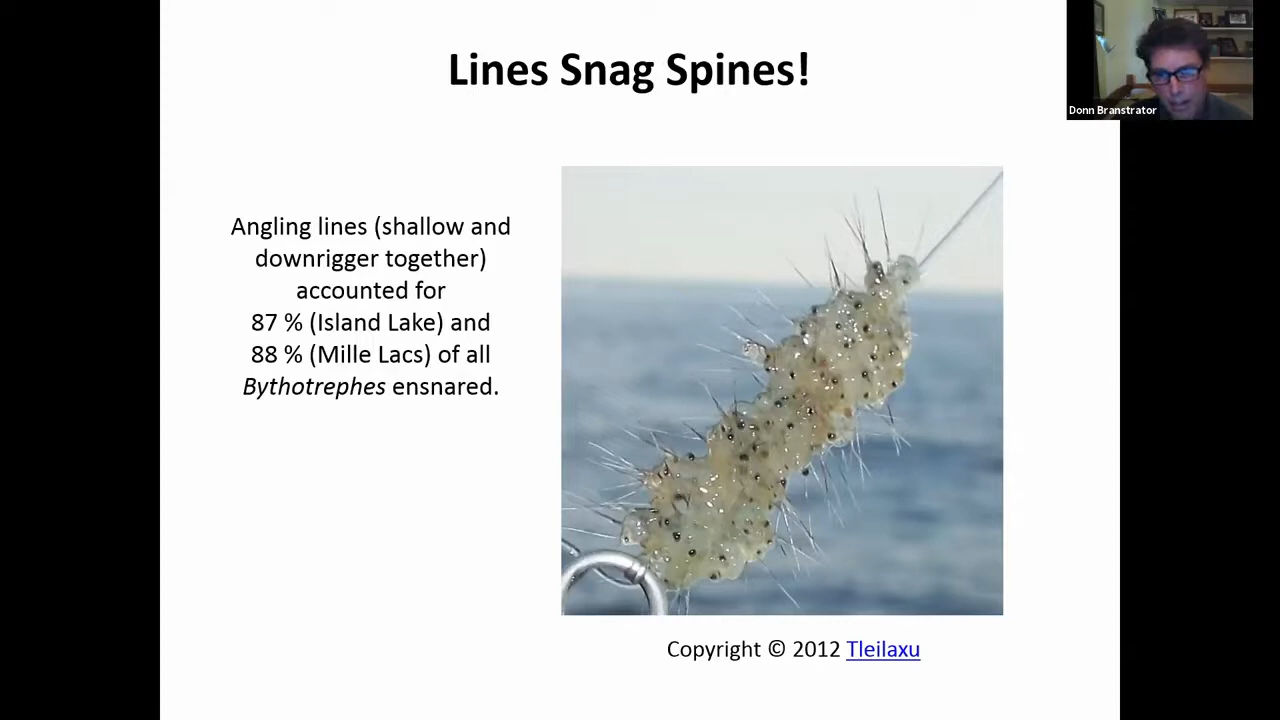 Lines Snag Spines!
Donn Branstrator
Angling lines (shallow and
downrigger together)
accounted for
87 % (Island Lake) and
88 % (Mille Lacs) of all
Bythotrephes ensnared.
Copyright © 2012 Tleilaxu